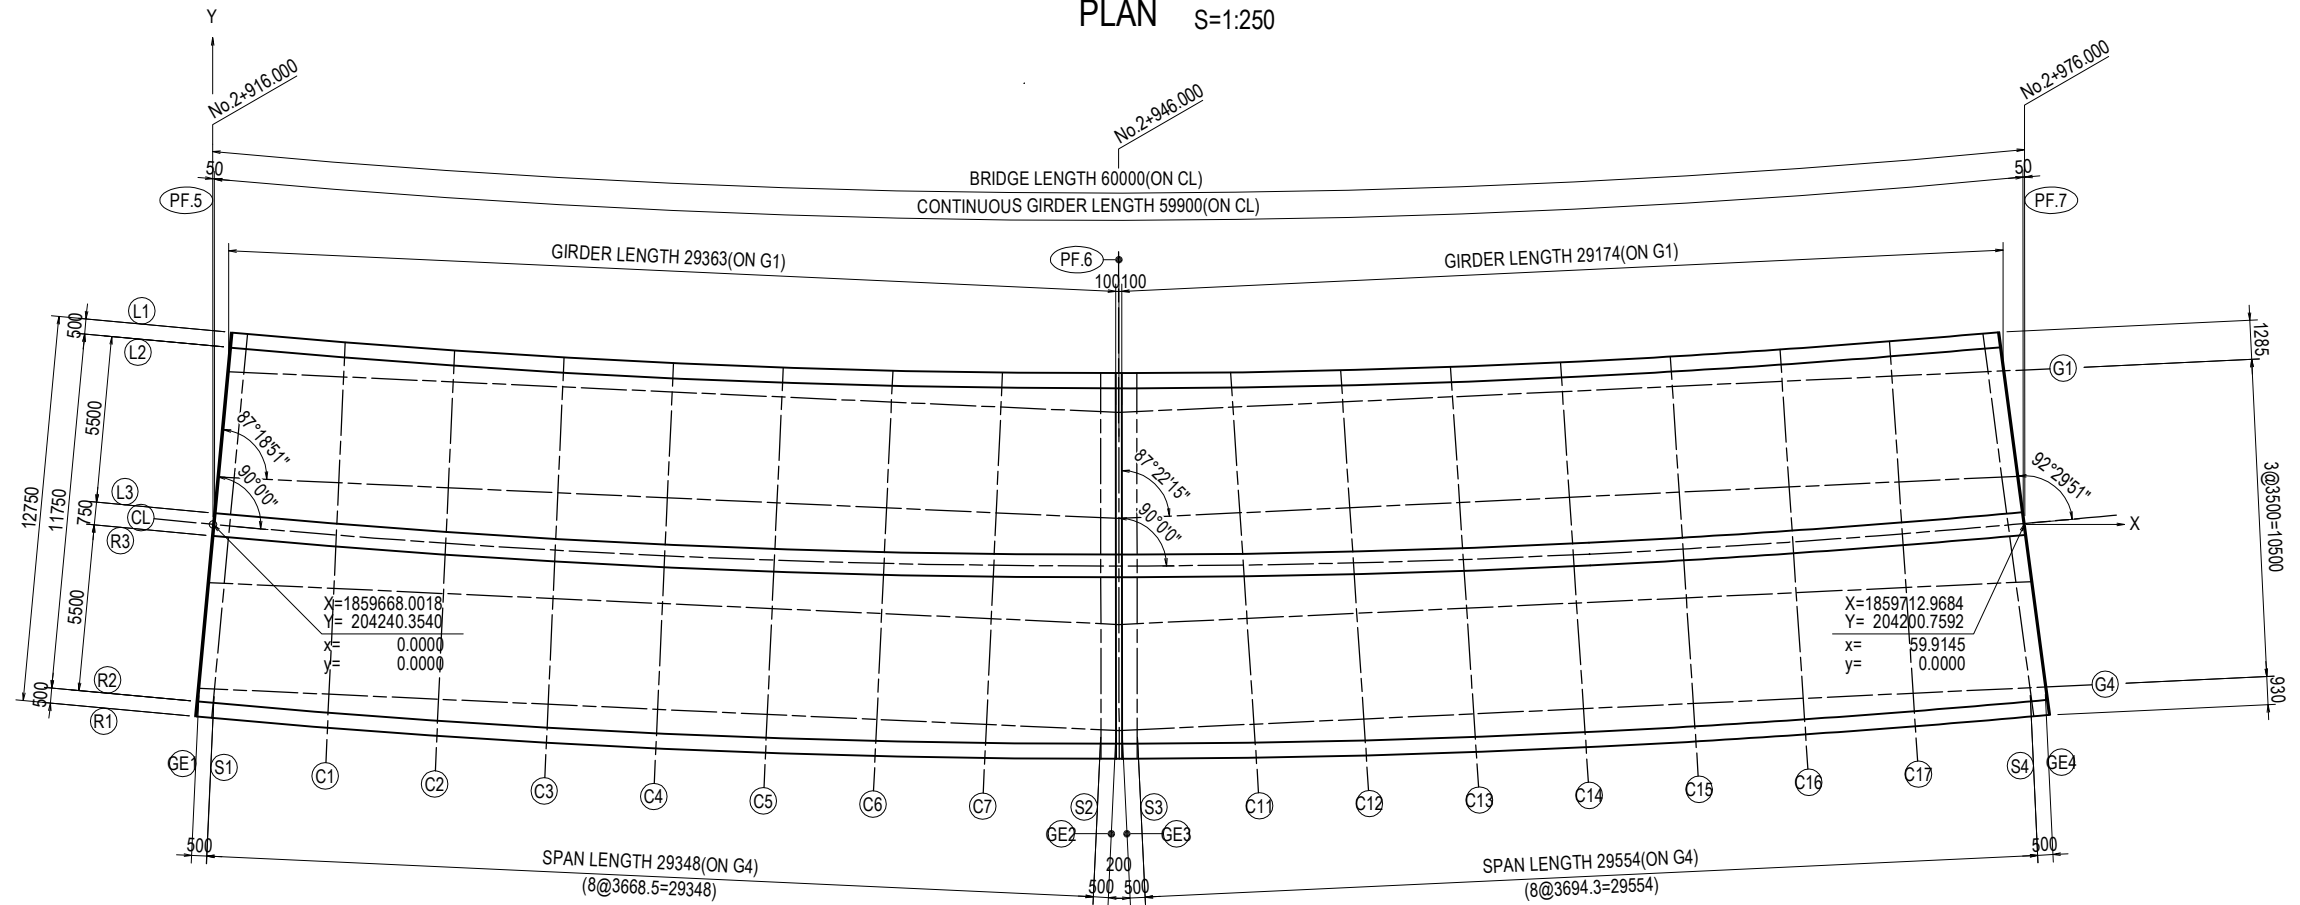 PLAN S=1:250
Y
No.2+916.000
No.2+946.000
No.2+976.000
50
BRIDGE LENGTH 60000(ON CL)
50
PF.5
CONTINUOUS GIRDER LENGTH 59900(ON CL)
PF.7
GIRDER LENGTH 29363(ON G1)
PF.6
GIRDER LENGTH 29174(ON G1)
100 100
L1
500
L2
1285
G1
5500
87°18'51"
90°0'0"
87°22'15"
90°0'0"
92°29'51"
3@3500=10500
12750
11750
L3
750
CL
R3
X
5500
X=1859668.0018
Y= 204240.3540
x= 0.0000
y= 0.0000
X=1859712.9684
Y= 204200.7592
x= 59.9145
y= 0.0000
R2
500
R1
G4
930
GE1
S1
C1
C2
C3
C4
C5
C6
C7
S2
S3
C11
C12
C13
C14
C15
C16
C17
S4
GE4
GE2
GE3
500
SPAN LENGTH 29348(ON G4)
(8@3668.5=29348)
200
500
500
SPAN LENGTH 29554(ON G4)
(8@3694.3=29554)
500